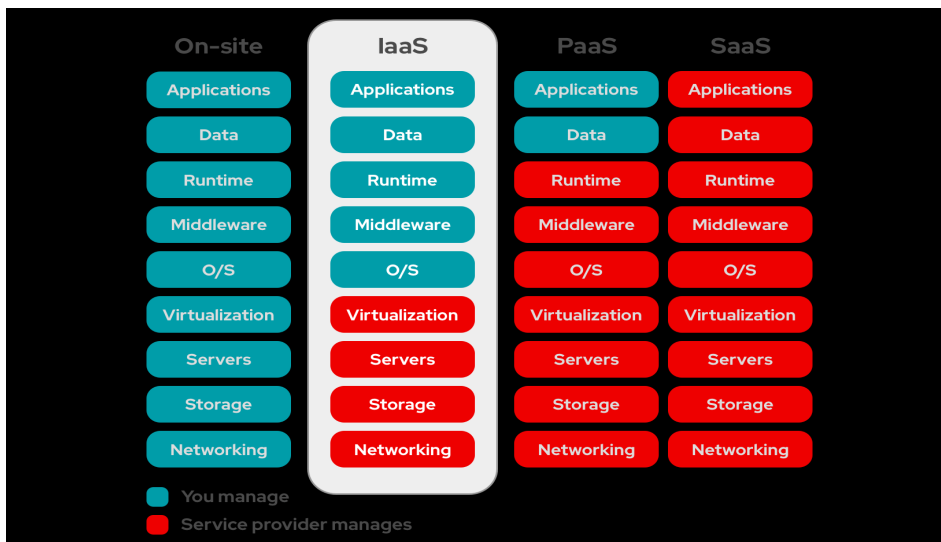 On-site IaaS PaaS SaaS
Applications Applications Applications Applications
Data Data Data Data
Runtime Runtime Runtime Runtime
Middleware Middleware Middleware Middleware
O/S O/S O/S O/S
Virtualization Virtualization Virtualization Virtualization
Servers Servers Servers Servers
Storage Storage Storage Storage
Networking Networking Networking Networking
You manage
Service provider manages